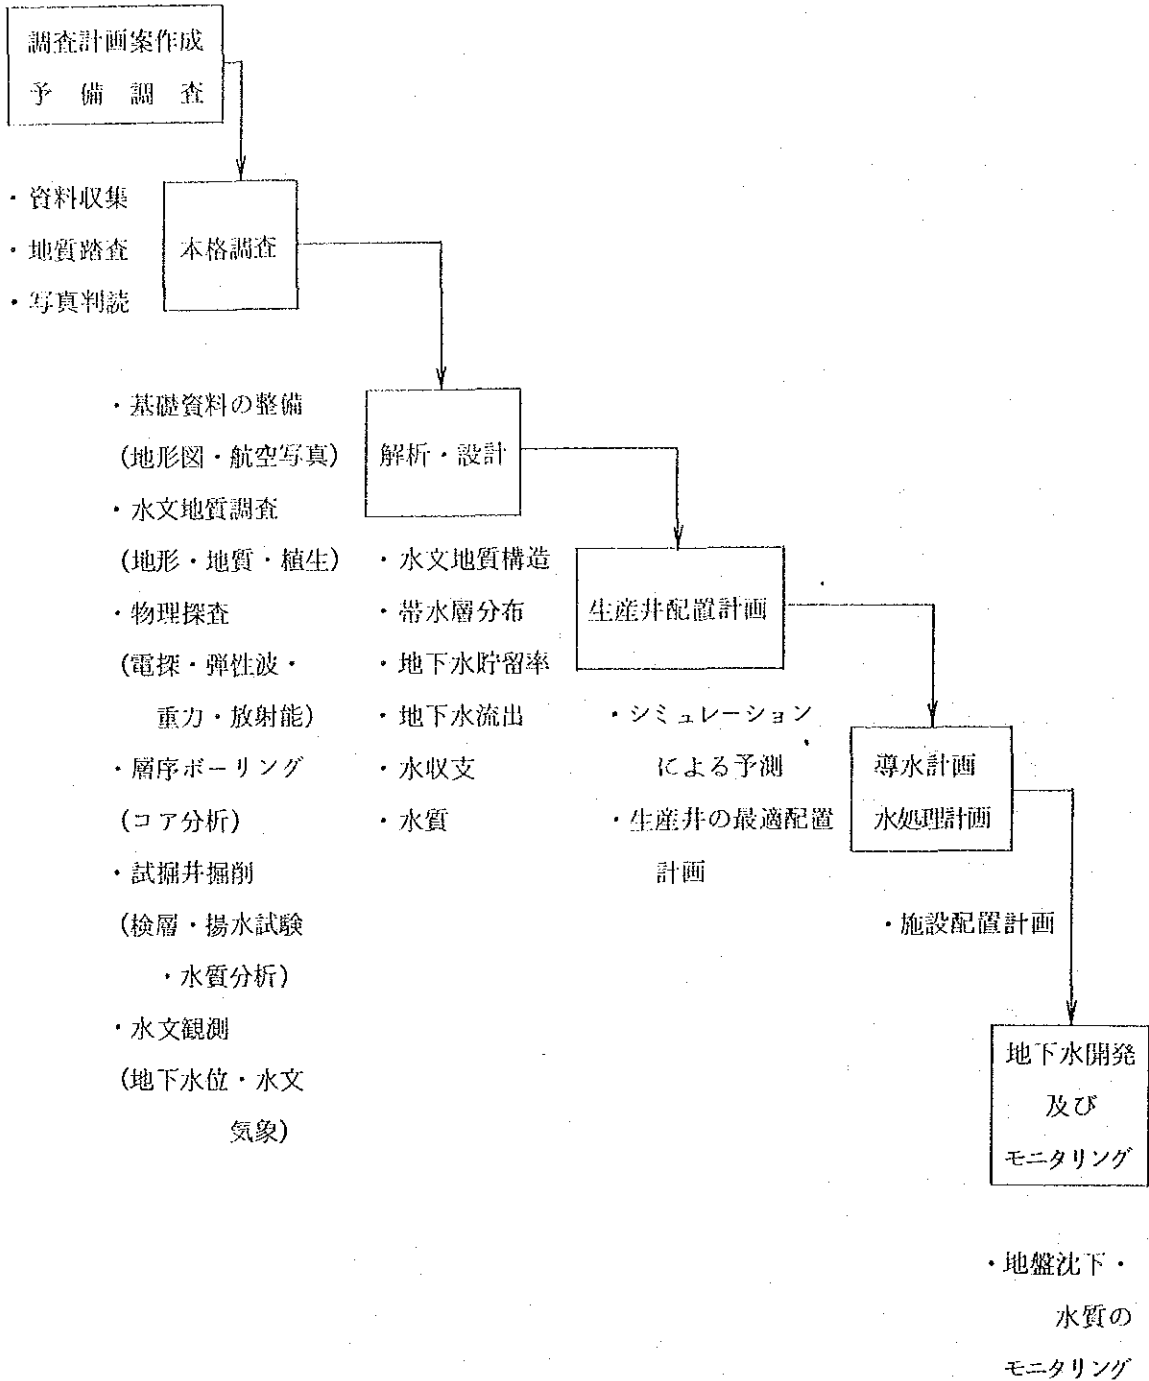 調査計画案作成
予備調査
・資料収集
・地質踏査
・写真判読
本格調査
・基礎資料の整備
(地形図・航空写真)
・水文地質調査
(地形・地質・植生)
・物理探査
(電探・弾性波・
重力・放射能)
・層序ボーリング
(コア分析)
・試掘井掘削
(検層・揚水試験
・水質分析)
・水文観測
(地下水位・水文
気象)
解析・設計
・水文地質構造
・帯水層分布
・地下水貯留率
・地下水流出
・水収支
・水質
生産井配置計画
・シミュレーション
による予測
・生産井の最適配置
計画
導水計画
水処理計画
・施設配置計画
地下水開発
及び
モニタリング
・地盤沈下・
水質の
モニタリング